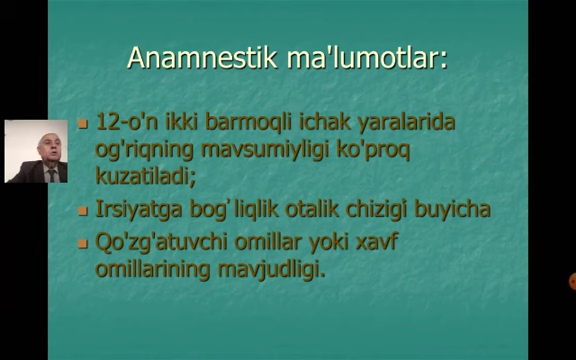 Anamnestik ma'lumotlar:
12-o'n ikki barmoqli ichak yaralarida
og'riqning mavsumiyligi ko'proq
kuzatiladi;
Irsiyatga bog'liqlik otalik chizigi buyicha
Qo'zg'atuvchi omillar yoki xavf
omillarining mavjudligi.